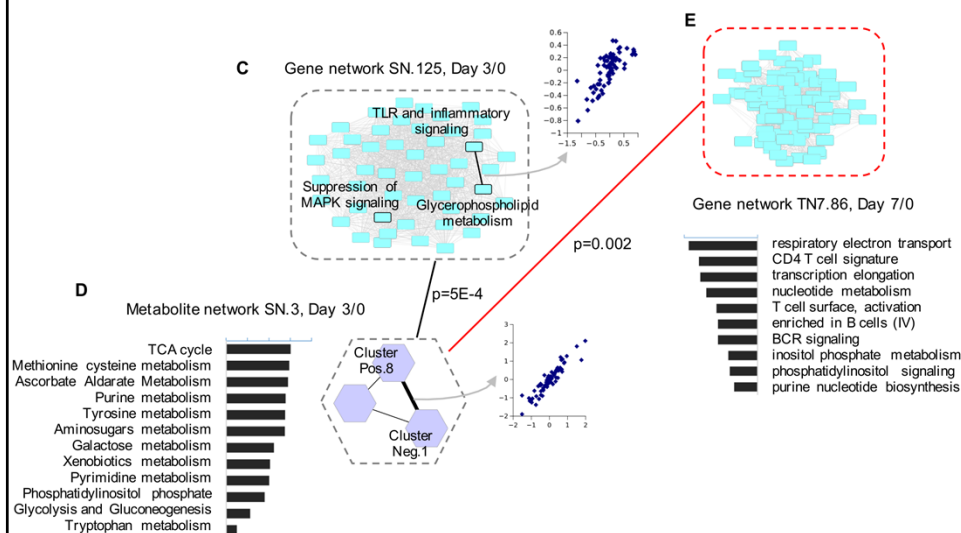 E
C
Gene network SN.125, Day 3/0
TLR and inflammatory
signaling
Suppression of
MAPK signaling
Glycerophospholipid
metabolism
0.6
0.4
0.2
0
−0.2
−0.4
−0.6
−0.8
−1
−1.5
−0.5
0.5
Gene network TN7.86, Day 7/0
respiratory electron transport
CD4 T cell signature
transcription elongation
nucleotide metabolism
T cell surface, activation
enriched in B cells (IV)
BCR signaling
inositol phosphate metabolism
phosphatidylinositol signaling
purine nucleotide biosynthesis
p=0.002
p=5E-4
D
Metabolite network SN.3, Day 3/0
TCA cycle
Methionine cysteine metabolism
Ascorbate Aldarate Metabolism
Purine metabolism
Tyrosine metabolism
Aminosugars metabolism
Galactose metabolism
Xenobiotics metabolism
Pyrimidine metabolism
Phosphatidylinositol phosphate
Glycolysis and Gluconeogenesis
Tryptophan metabolism
Cluster
Pos.8
Cluster
Neg.1
3
2
1
0
−1
−2
−2
−1
0
1
2